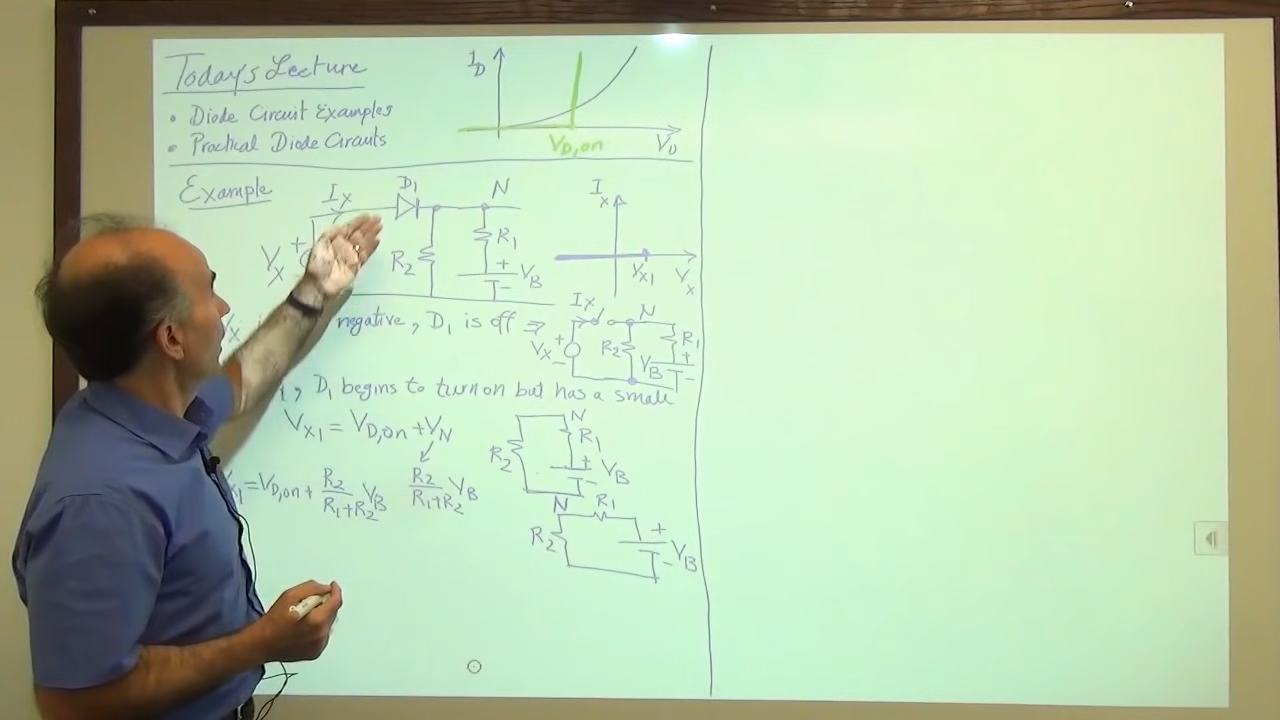 Today's Lecture
• Diode Circuit Examples
• Practical Diode Circuits
I_D
V_D,on
V_D
Example
I_X
D_1
N
V_X
+
R_2
R_1
+
-
V_B
I_X
V_X1
V_X
negative, D_1 is off ⇒
I_X
N
V_X
+
-
R_2
R_1
V_B
+
-
, D_1 begins to turn on but has a small
V_X1 = V_D,on + V_N
R_2 / R_1+R_2 V_B
= V_D,on + R_2 / R_1+R_2 V_B
N
R_2
R_1
+
-
V_B
N
R_1
R_2
+
-
V_B